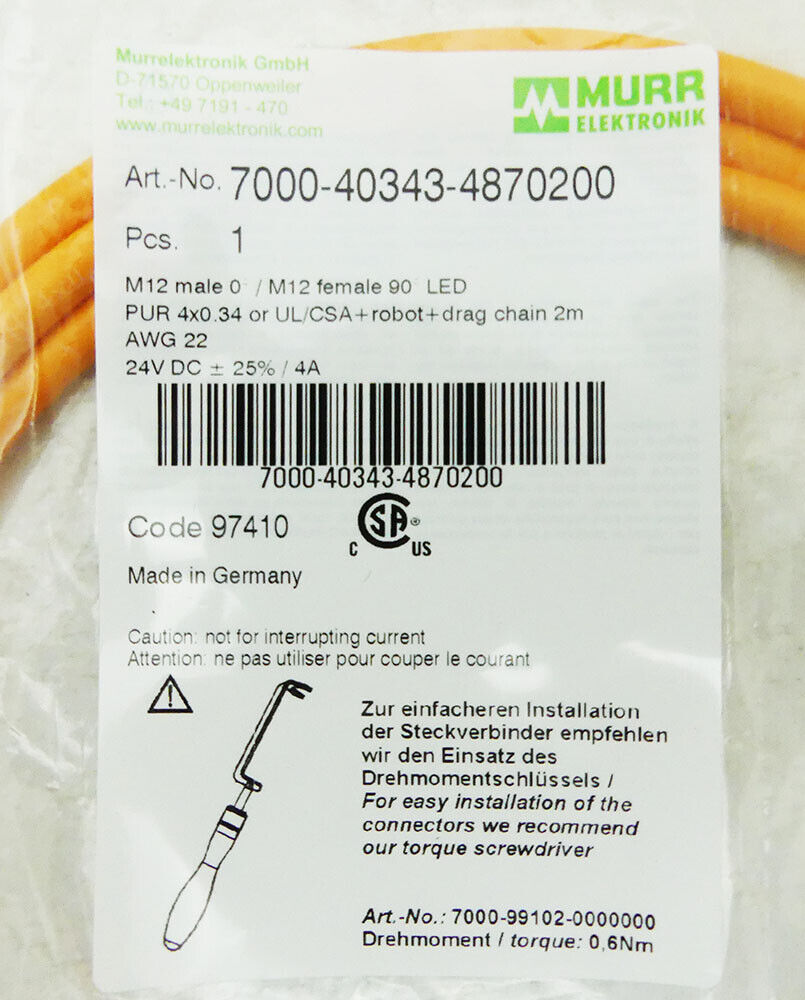 Murrelektronik GmbH
D-71570 Oppenweiler
Tel.: +49 7191 - 470
www.murrelektronik.com
MURR
ELEKTRONIK
Art.-No. 7000-40343-4870200
Pcs. 1
M12 male 0 / M12 female 90 LED
PUR 4x0.34 or UL/CSA+robot+drag chain 2m
AWG 22
24V DC ± 25% / 4A
7000-40343-4870200
Code 97410
C SA ® US
Made in Germany
Caution: not for interrupting current
Attention: ne pas utiliser pour couper le courant
Zur einfacheren Installation
der Steckverbinder empfehlen
wir den Einsatz des
Drehmomentschlüssels /
For easy installation of the
connectors we recommend
our torque screwdriver
Art.-No.: 7000-99102-0000000
Drehmoment / torque: 0,6Nm